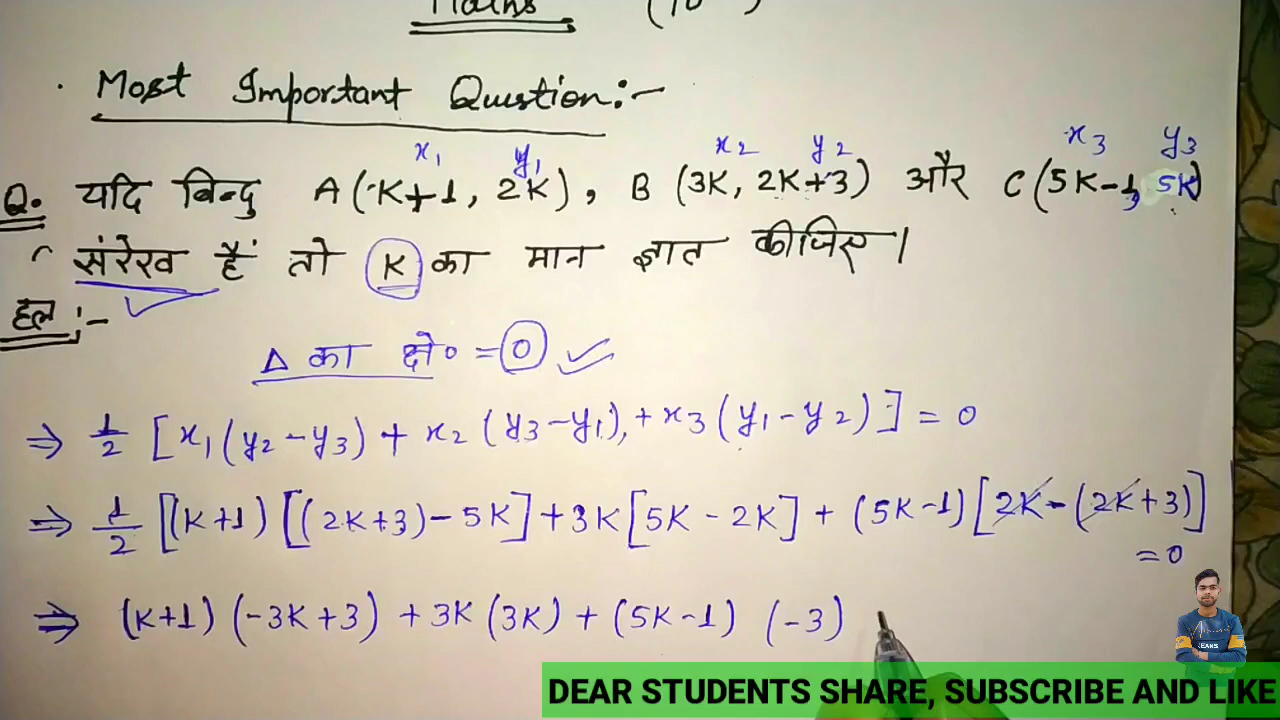 Maths (10
Most Important Question:-
x1 y1 x2 y2 x3 y3
Q. यदि बिन्दु A(K+1, 2K), B (3K, 2K+3) और C(5K-1, 5K)
संरेख हैं तो K का मान ज्ञात कीजिए।
हल:-
Δ का क्षे० = 0
⇒ 1/2 [x1(y2-y3) + x2(y3-y1) + x3(y1-y2)] = 0
⇒ 1/2 [(K+1) [(2K+3)-5K] + 3K[5K-2K] + (5K-1)[2K-(2K+3)]]
=0
⇒ (K+1) (-3K+3) + 3K(3K) + (5K-1) (-3)
DEAR STUDENTS SHARE, SUBSCRIBE AND LIKE